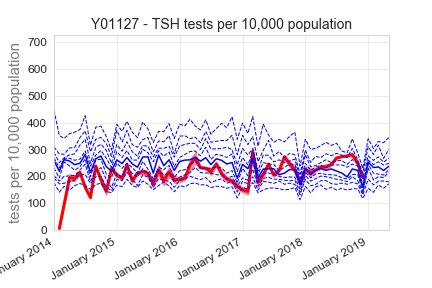 Y01127 - TSH tests per 10,000 population
tests per 10,000 population
700
600
500
400
300
200
100
0
nuary 2014
January 2015
January 2016
January 2017
January 2018
January 2019